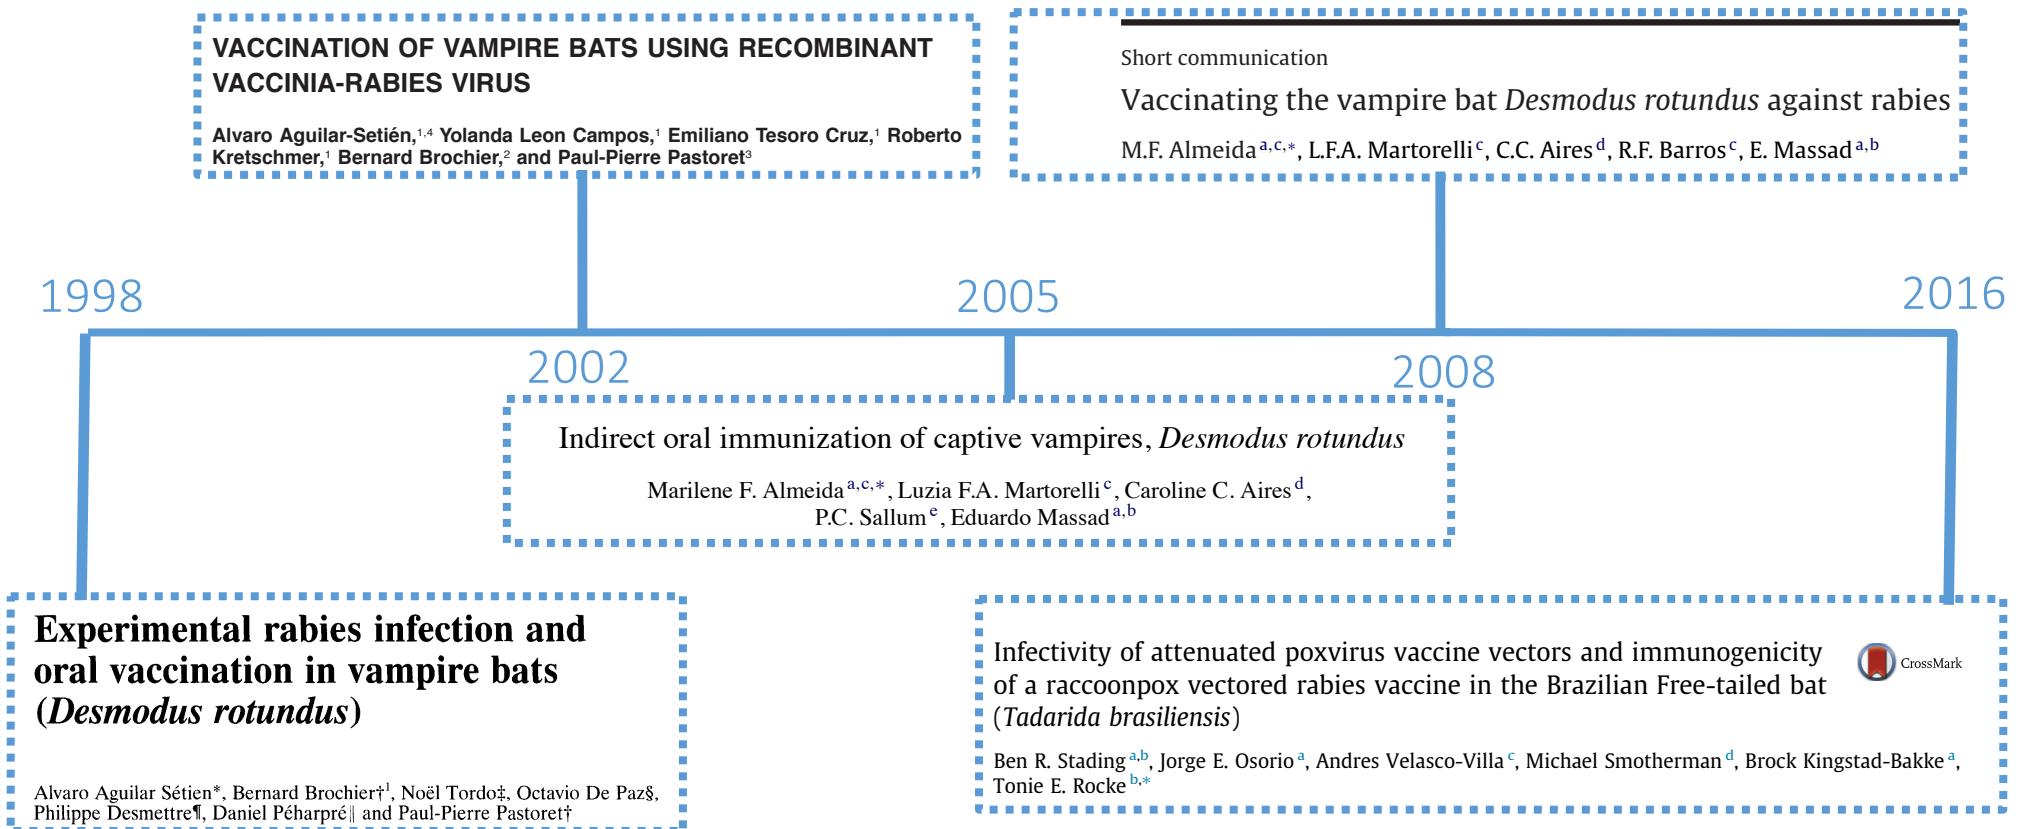 VACCINATION OF VAMPIRE BATS USING RECOMBINANT
VACCINIA-RABIES VIRUS
Alvaro Aguilar-Setién,1,4 Yolanda Leon Campos,1 Emiliano Tesoro Cruz,1 Roberto
Kretschmer,1 Bernard Brochier,2 and Paul-Pierre Pastoret3
Short communication
Vaccinating the vampire bat Desmodus rotundus against rabies
M.F. Almeida a,c,*, L.F.A. Martorelli c, C.C. Aires d, R.F. Barros c, E. Massad a,b
1998
2002
2005
2008
2016
Indirect oral immunization of captive vampires, Desmodus rotundus
Marilene F. Almeida a,c,*, Luzia F.A. Martorelli c, Caroline C. Aires d,
P.C. Sallum e, Eduardo Massad a,b
Experimental rabies infection and
oral vaccination in vampire bats
(Desmodus rotundus)
Alvaro Aguilar Sétien*, Bernard Brochier†1, Noël Tordo‡, Octavio De Paz§,
Philippe Desmettre¶, Daniel Péharpré‖ and Paul-Pierre Pastoret†
Infectivity of attenuated poxvirus vaccine vectors and immunogenicity
of a raccoonpox vectored rabies vaccine in the Brazilian Free-tailed bat
(Tadarida brasiliensis)
CrossMark
Ben R. Stading a,b, Jorge E. Osorio a, Andres Velasco-Villa c, Michael Smotherman d, Brock Kingstad-Bakke a,
Tonie E. Rocke b,*